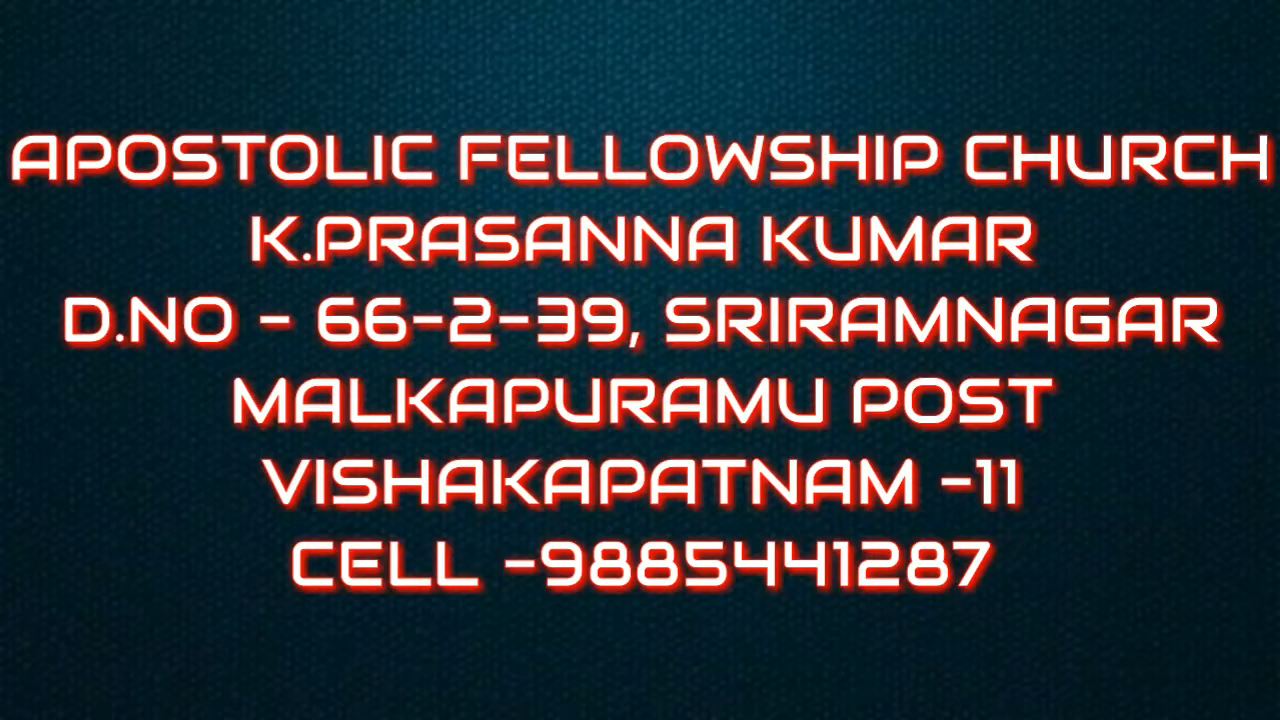 APOSTOLIC FELLOWSHIP CHURCH
K.PRASANNA KUMAR
D.NO - 66-2-39, SRIRAMNAGAR
MALKAPURAMU POST
VISHAKAPATNAM -11
CELL -9885441287